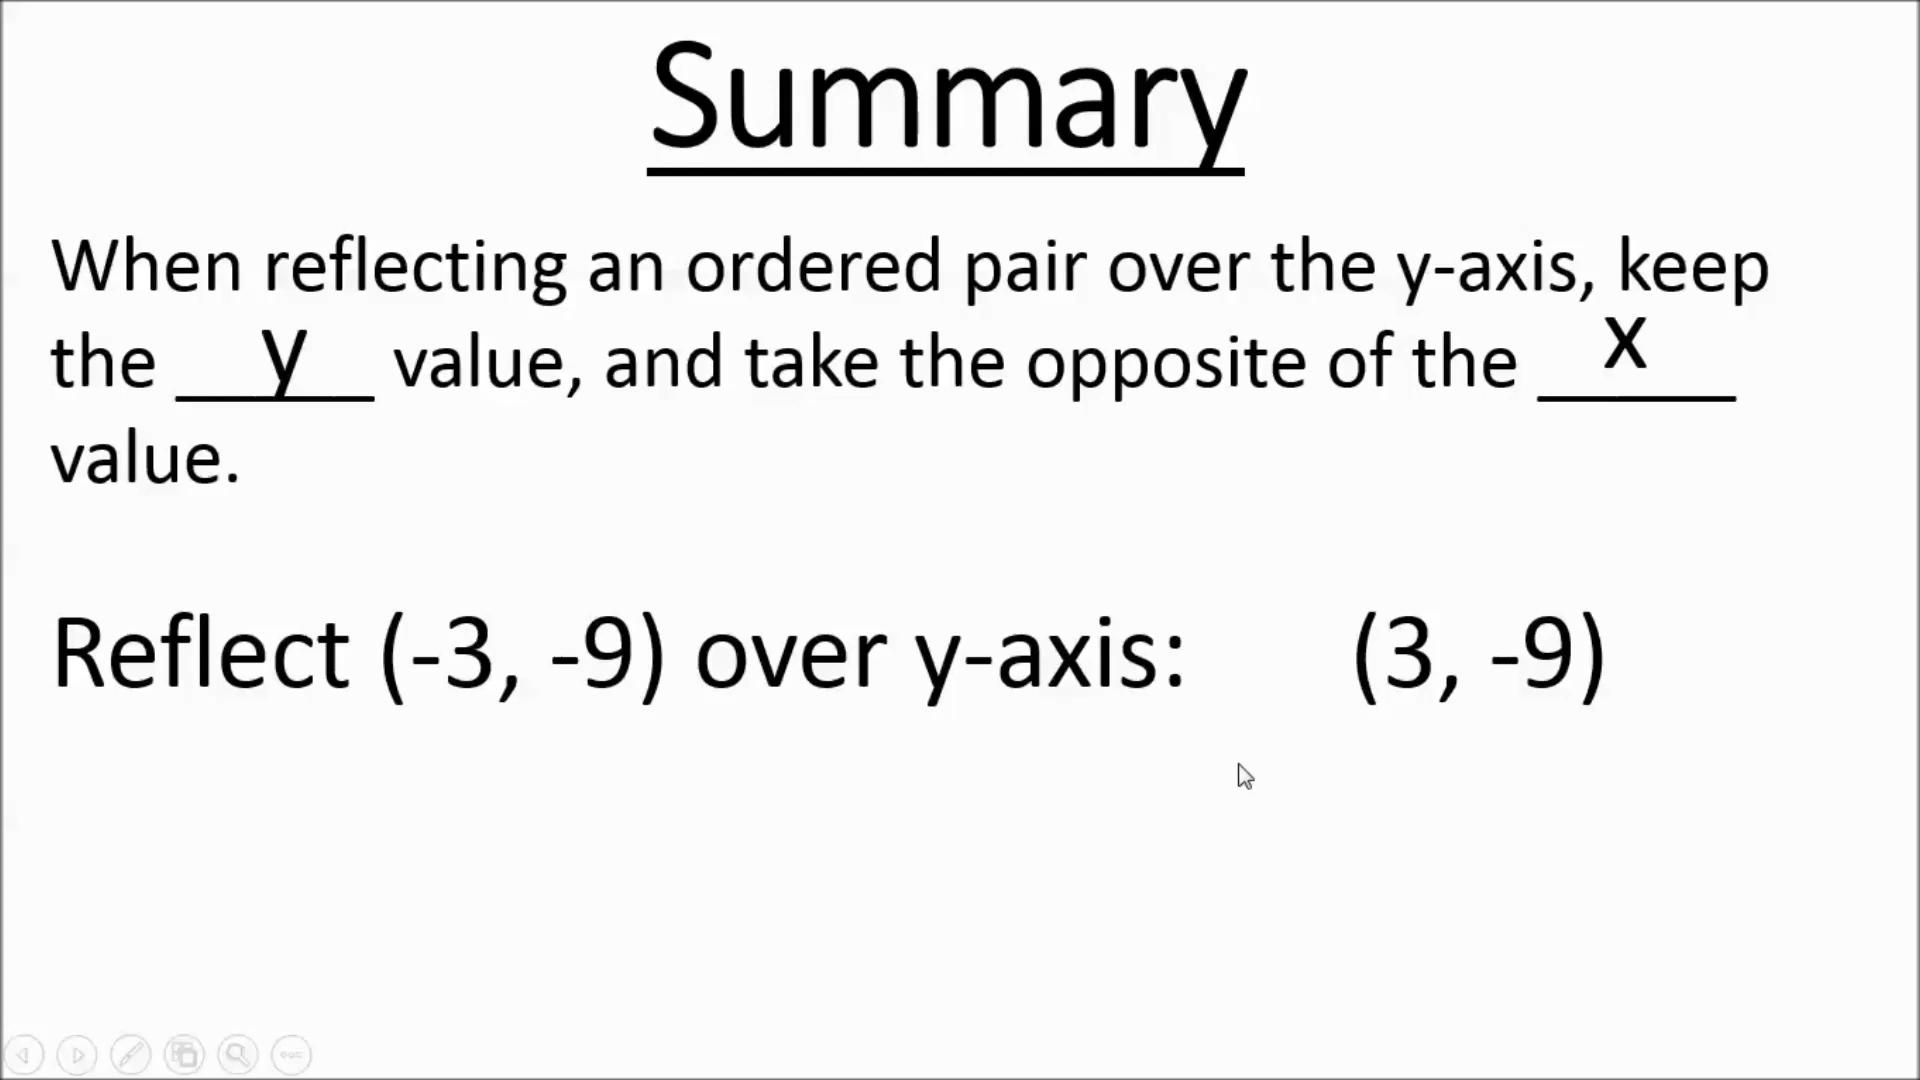 Summary
When reflecting an ordered pair over the y-axis, keep
the __y__ value, and take the opposite of the __x__
value.
Reflect (-3, -9) over y-axis: (3, -9)